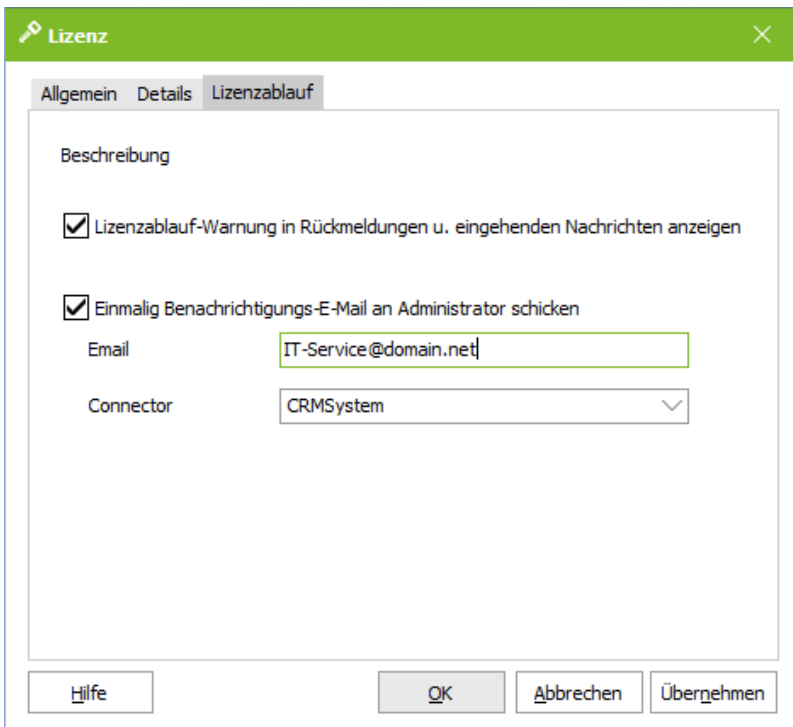 Lizenz
Allgemein Details Lizenzablauf
Beschreibung
Lizenzablauf-Warnung in Rückmeldungen u. eingehenden Nachrichten anzeigen
Einmalig Benachrichtigungs-E-Mail an Administrator schicken
Email IT-Service@domain.net
Connector CRMSystem
Hilfe OK Abbrechen Übernehmen